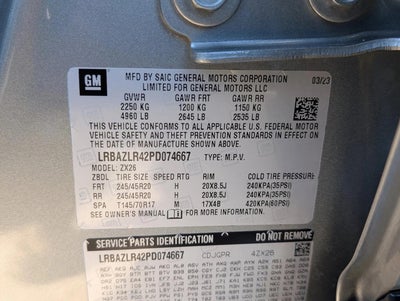 GM
MFD BY SAIC GENERAL MOTORS CORPORATION 03/23
LIMITED FOR GENERAL MOTORS LLC
GVWR GAWR FRT GAWR RR
2250 KG 1200 KG 1150 KG
4960 LB 2645 LB 2535 LB
THIS VEHICLE CONFORMS TO ALL APPLICABLE U.S. FEDERAL MOTOR
VEHICLE SAFETY AND THEFT PREVENTION STANDARDS IN EFFECT
ON THE DATE OF MANUFACTURE SHOWN ABOVE.
LRBAZLR42PD074667 TYPE: M.P.V.
MODEL: ZX26
ZBDL TIRE SIZE SPEED RTG RIM COLD TIRE PRESSURE
FRT 245/45R20 H 20X8.5J 240KPA(35PSI)
RR 245/45R20 H 20X8.5J 240KPA(35PSI)
SPA T145/70R17 M 17X4B 420KPA(60PSI)
SEE OWNER'S MANUAL FOR MORE INFORMATION.
SERVICE PARTS IDENTIFICATION DO NOT REMOVE
LRBAZLR42PD074667 CDJGPR 4ZX26